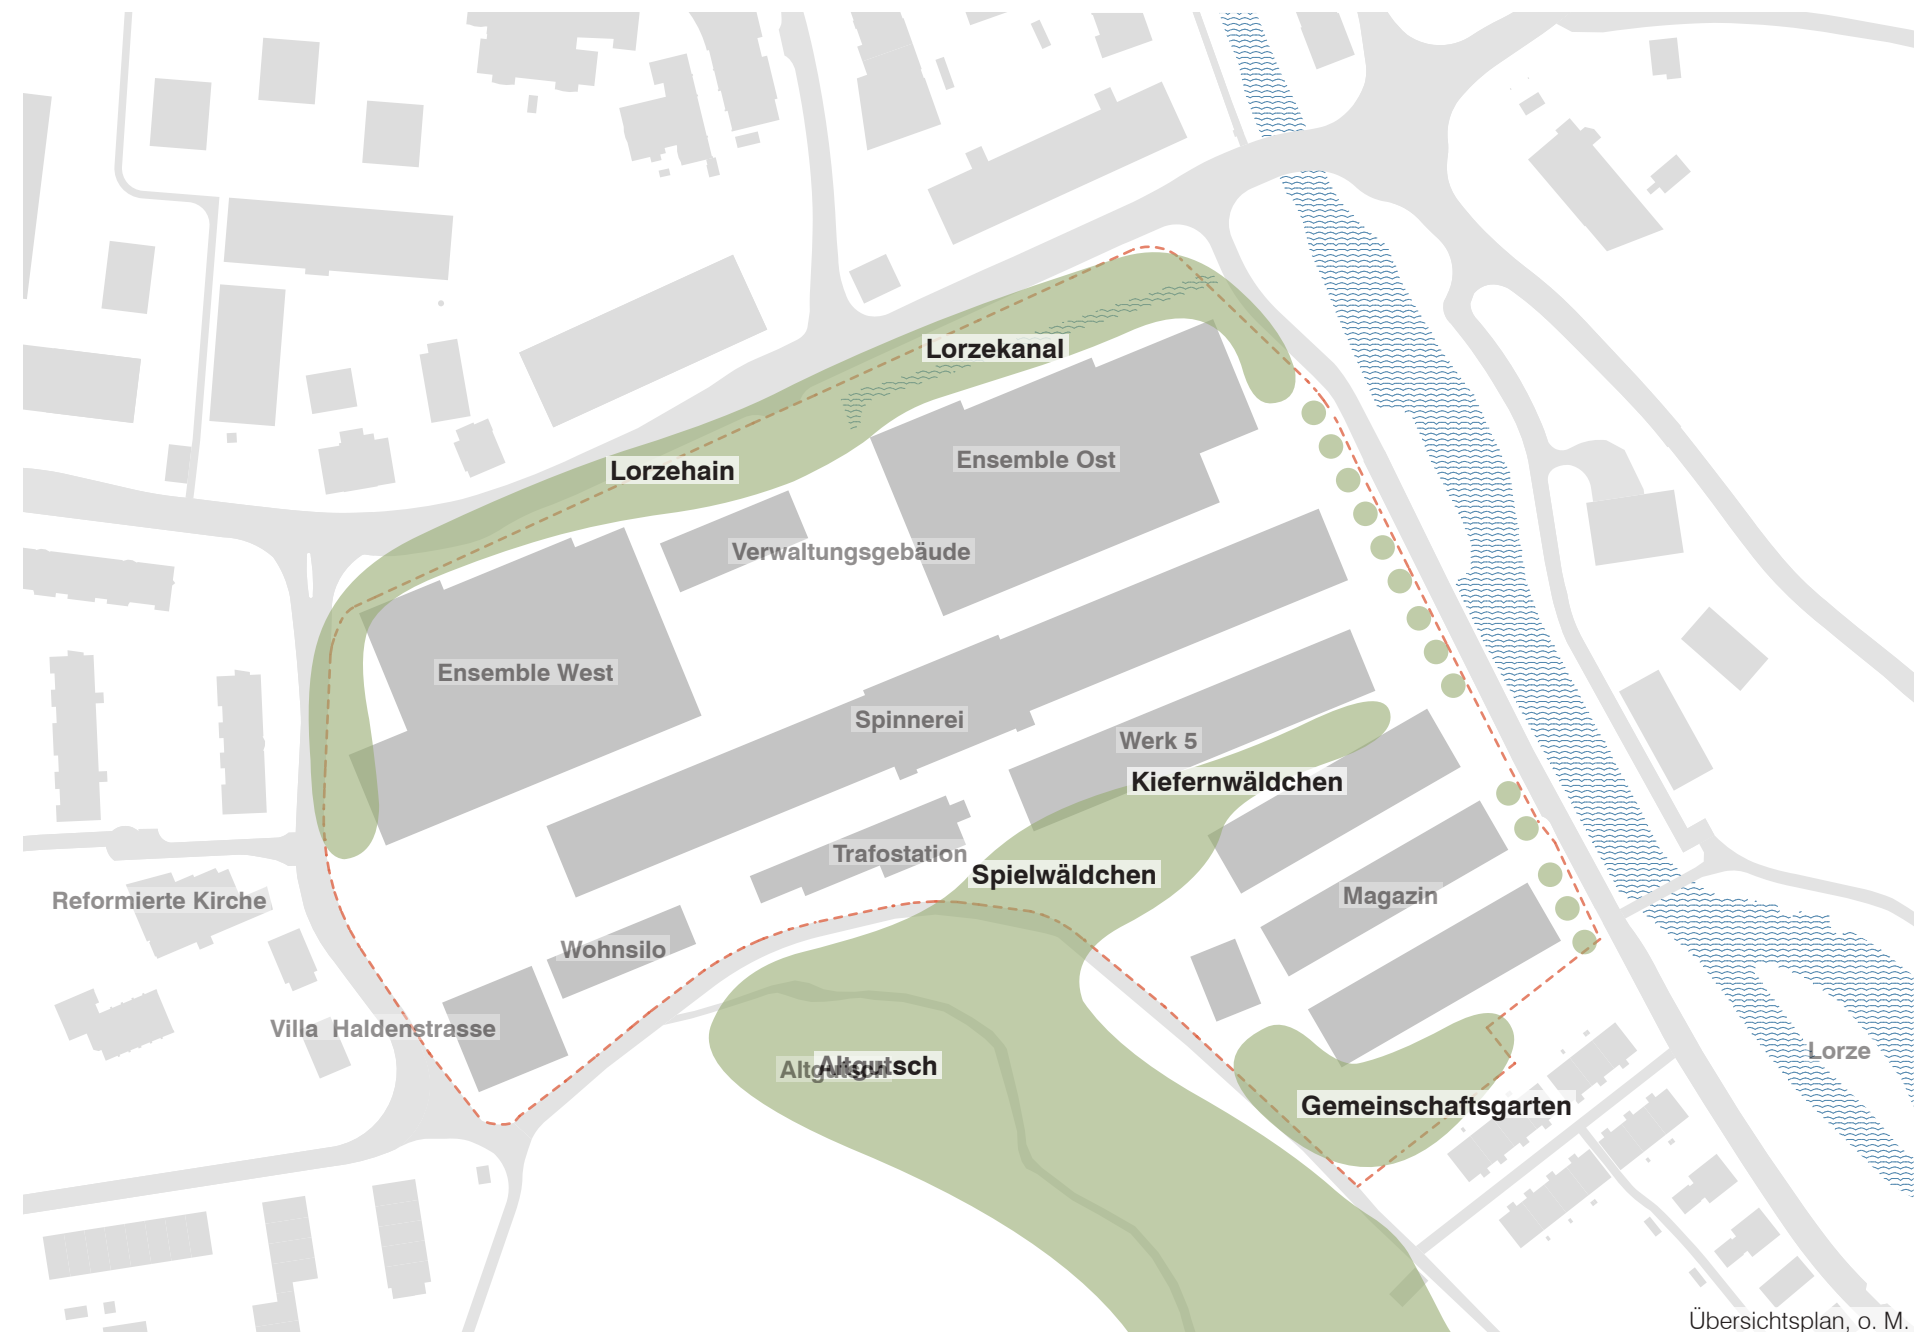 Lorzekanal
Lorzehain
Ensemble Ost
Verwaltungsgebäude
Ensemble West
Spinnerei
Werk 5
Kiefernwäldchen
Trafostation
Spielwäldchen
Magazin
Reformierte Kirche
Wohnsilo
Villa Haldenstrasse
Lorze
Altgutsch
Altgutsch
Gemeinschaftsgarten
Übersichtsplan, o. M.